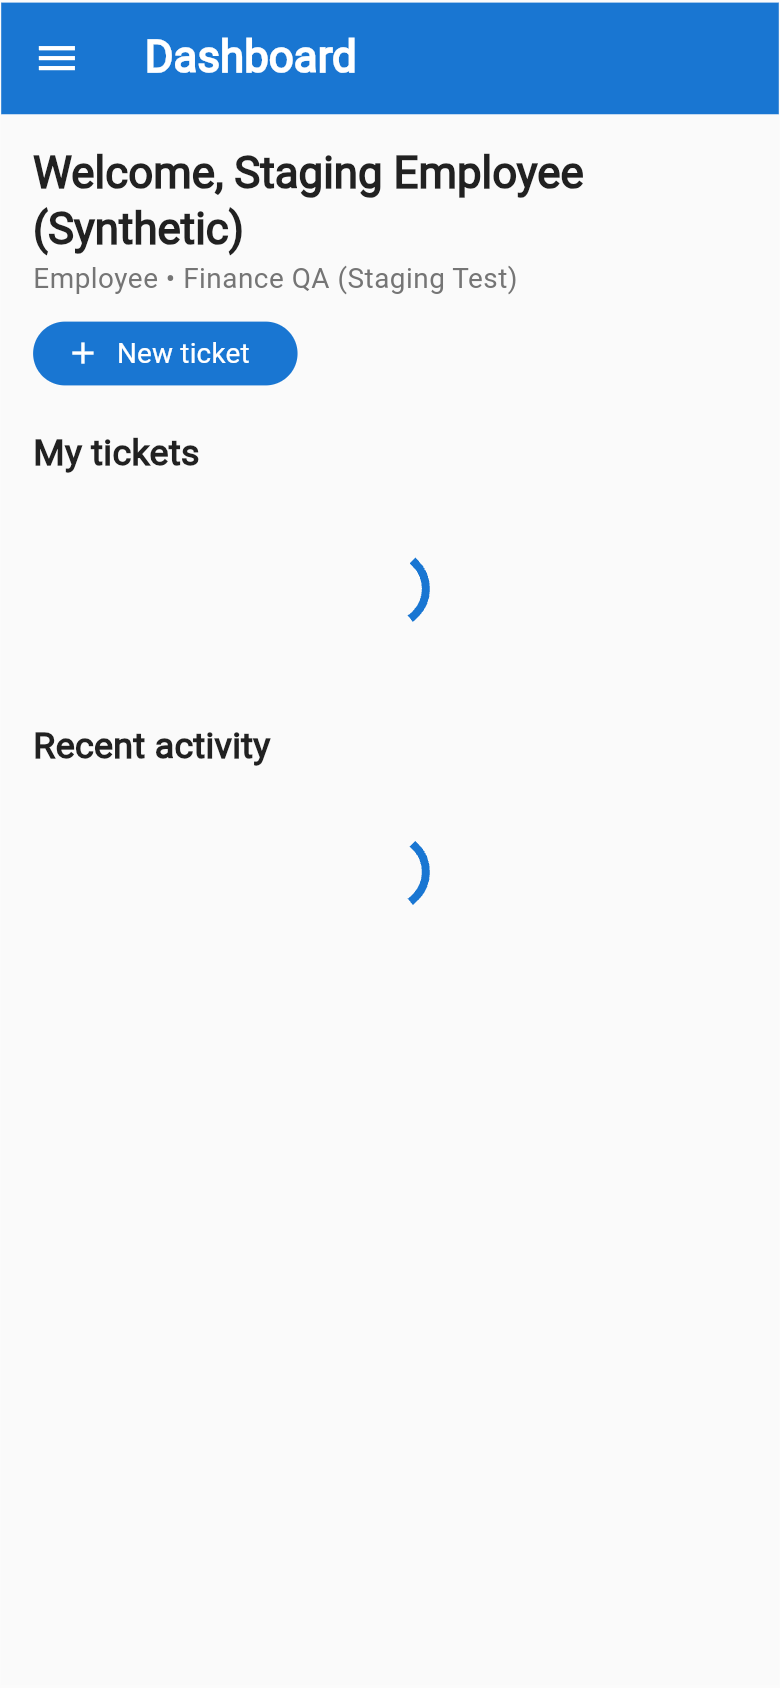 Dashboard
Welcome, Staging Employee
(Synthetic)
Employee • Finance QA (Staging Test)
New ticket
My tickets
Recent activity